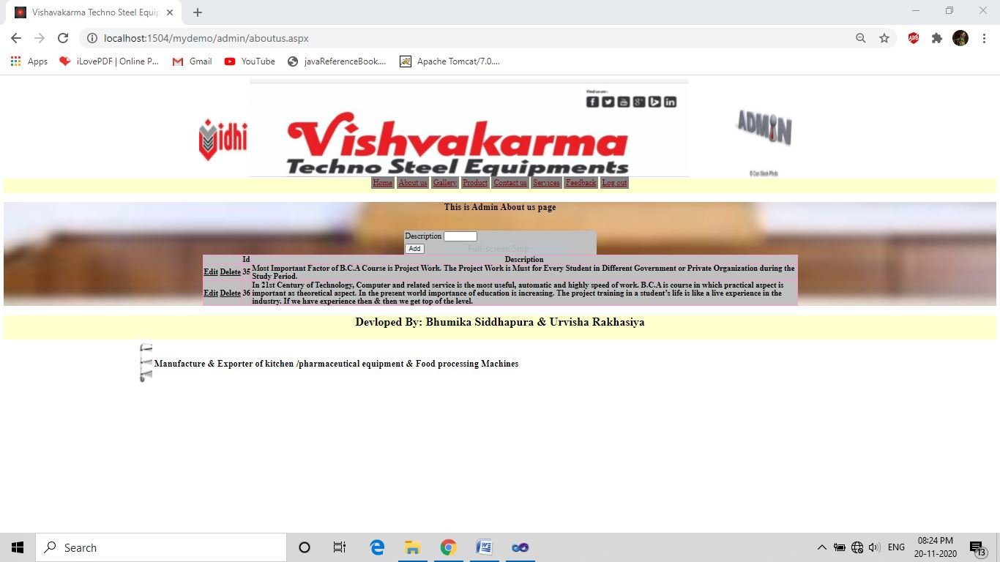 Vishavakarma Techno Steel Equip
localhost:1504/mydemo/admin/aboutus.aspx
ABB
Apps iLovePDF | Online P... Gmail YouTube javaReferenceBook.... Apache Tomcat/7.0....
Find us on :
idhi
Vishvakarma
Techno Steel Equipments
ADMIN
© Can Stock Photo
Home About us Gallery Product Contact us Services Feedback Log out
This is Admin About us page
Description
Add Full-screen Snip
Id Description
Edit Delete 35 Most Important Factor of B.C.A Course is Project Work. The Project Work is Must for Every Student in Different Government or Private Organization during the
Study Period.
In 21st Century of Technology, Computer and related service is the most useful, automatic and highly speed of work. B.C.A is course in which practical aspect is
Edit Delete 36 important as theoretical aspect. In the present world importance of education is increasing. The project training in a student's life is like a live experience in the
industry. If we have experience then & then we get top of the level.
Devloped By: Bhumika Siddhapura & Urvisha Rakhasiya
Manufacture & Exporter of kitchen /pharmaceutical equipment & Food processing Machines
Search
ENG
08:24 PM
20-11-2020
13